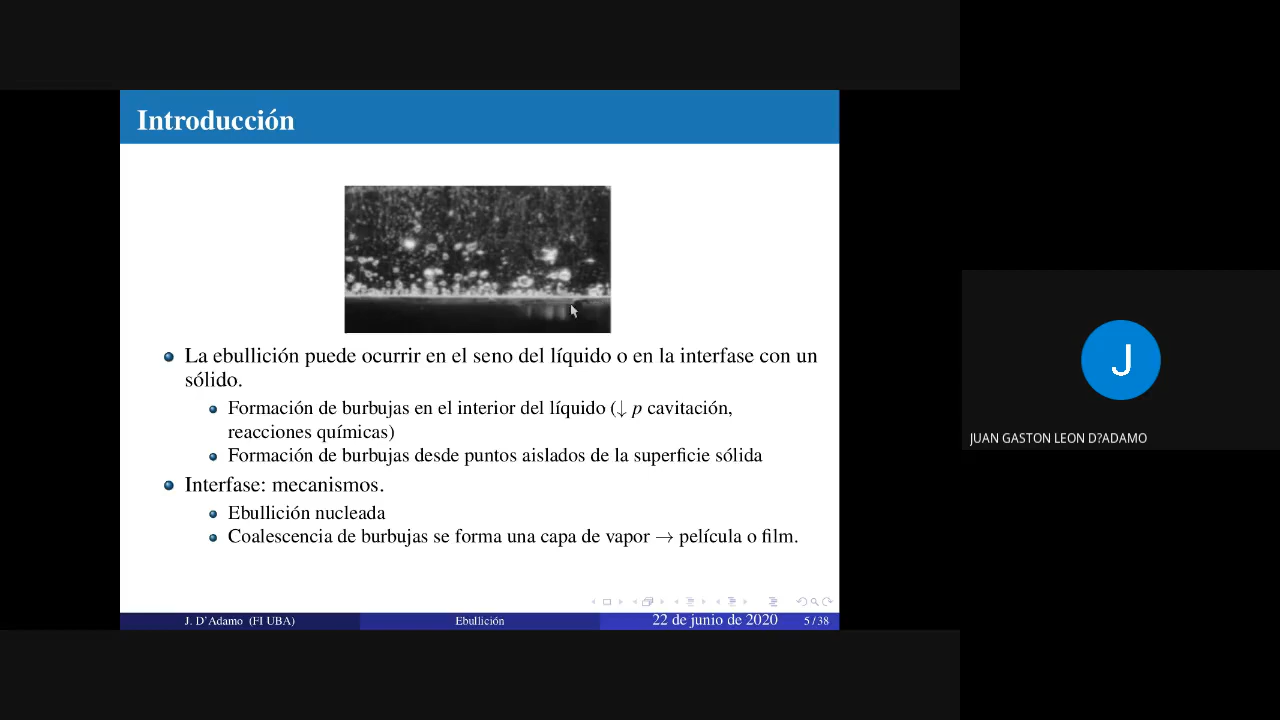 Introducción
La ebullición puede ocurrir en el seno del líquido o en la interfase con un
sólido.
Formación de burbujas en el interior del líquido (↓ p cavitación,
reacciones químicas)
Formación de burbujas desde puntos aislados de la superficie sólida
Interfase: mecanismos.
Ebullición nucleada
Coalescencia de burbujas se forma una capa de vapor → película o film.
J. D'Adamo (FI UBA)
Ebullición
22 de junio de 2020
5 / 38
J
JUAN GASTON LEON D?ADAMO